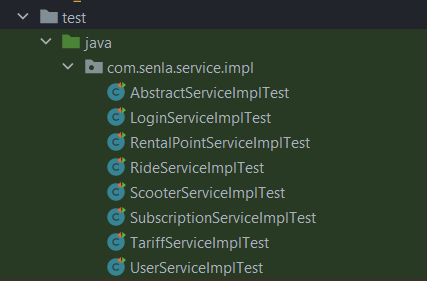 test
java
com.senla.service.impl
AbstractServiceImplTest
LoginServiceImplTest
RentalPointServiceImplTest
RideServiceImplTest
ScooterServiceImplTest
SubscriptionServiceImplTest
TariffServiceImplTest
UserServiceImplTest